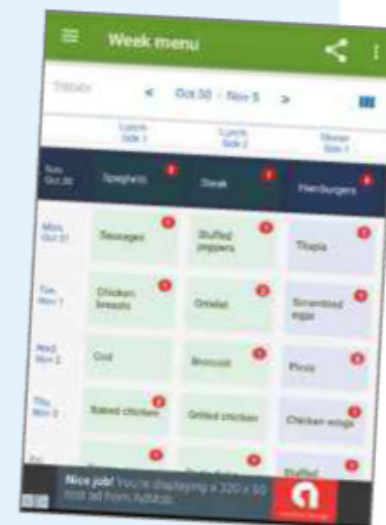 Week menu
TODAY < Oct 30 - Nov 5 >
Lunch Side 1 Lunch Side 2 Dinner Side 1
Sun, Oct 30 Spaghetti Steak Hamburgers
Mon, Oct 31 Sausages Stuffed peppers Tilapia
Tue, Nov 1 Chicken breasts Omelet Scrambled eggs
Wed, Nov 2 Cod Broccoli Pizza
Thu, Nov 3 Baked chicken Grilled chicken Chicken wings
Fri, Stuffed
Nice job! You're displaying a 320 x 50
test ad from AdMob.